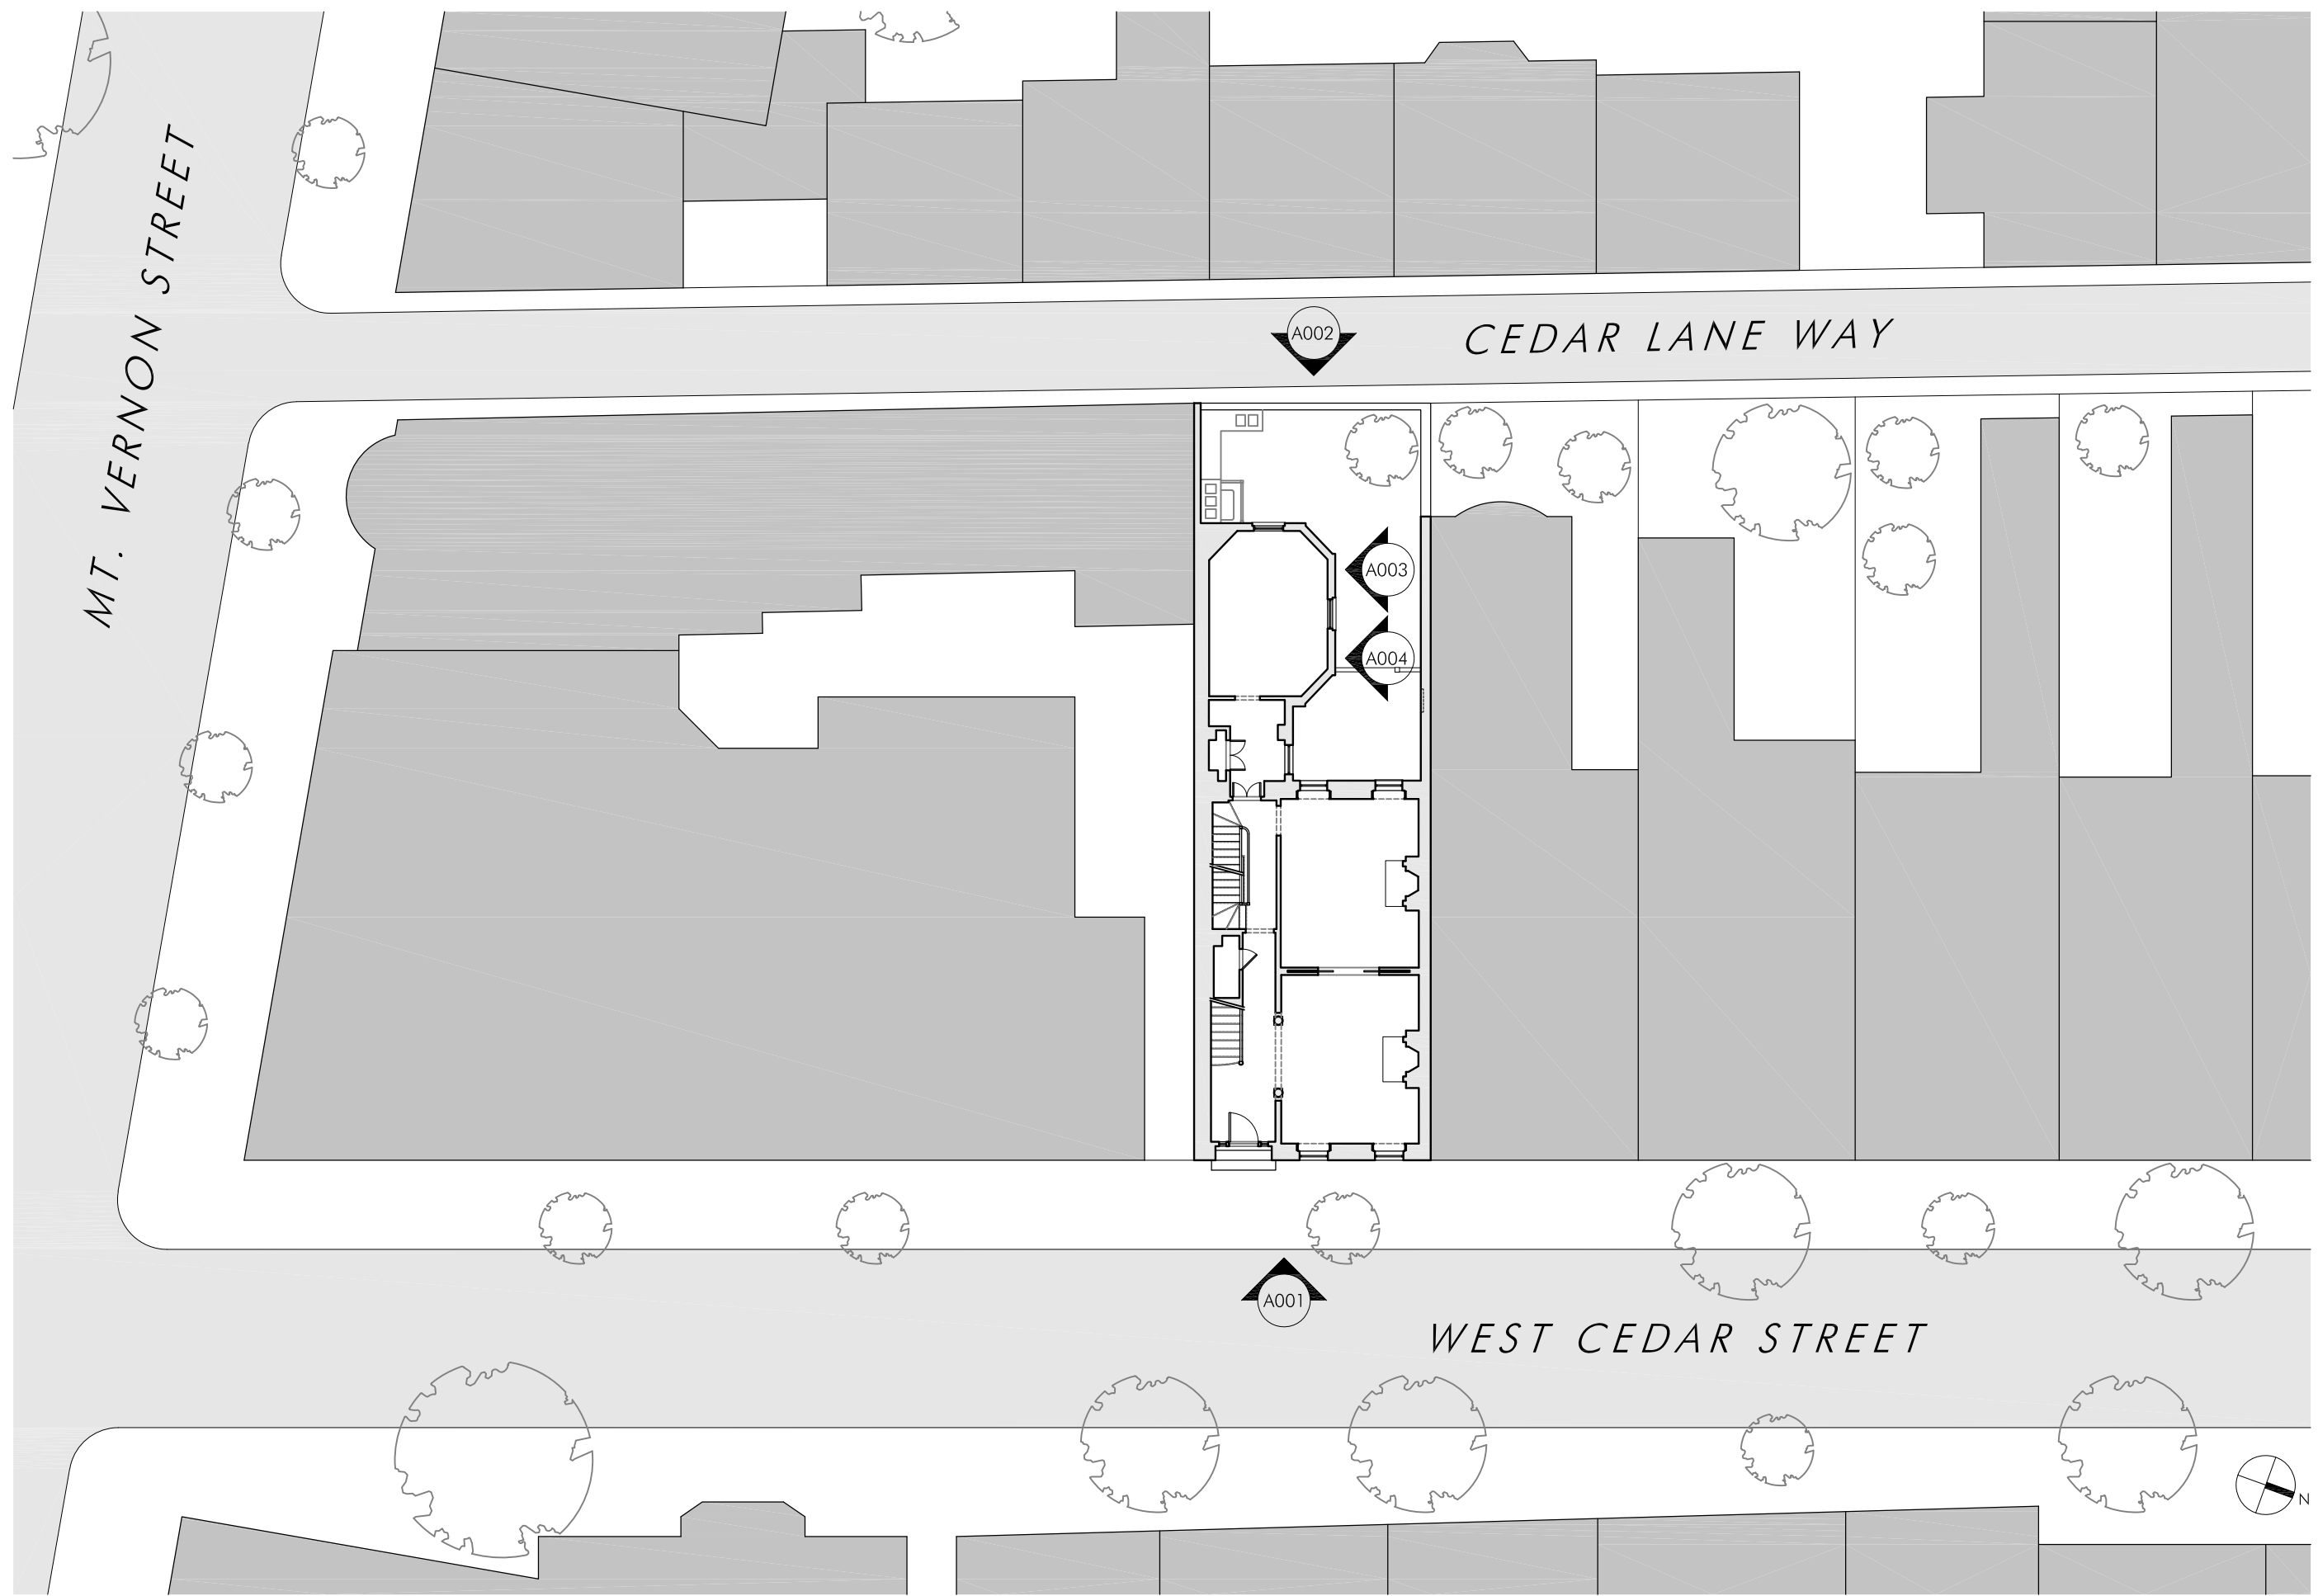 MT. VERNON STREET
A002
CEDAR LANE WAY
A003
A004
A001
WEST CEDAR STREET
N